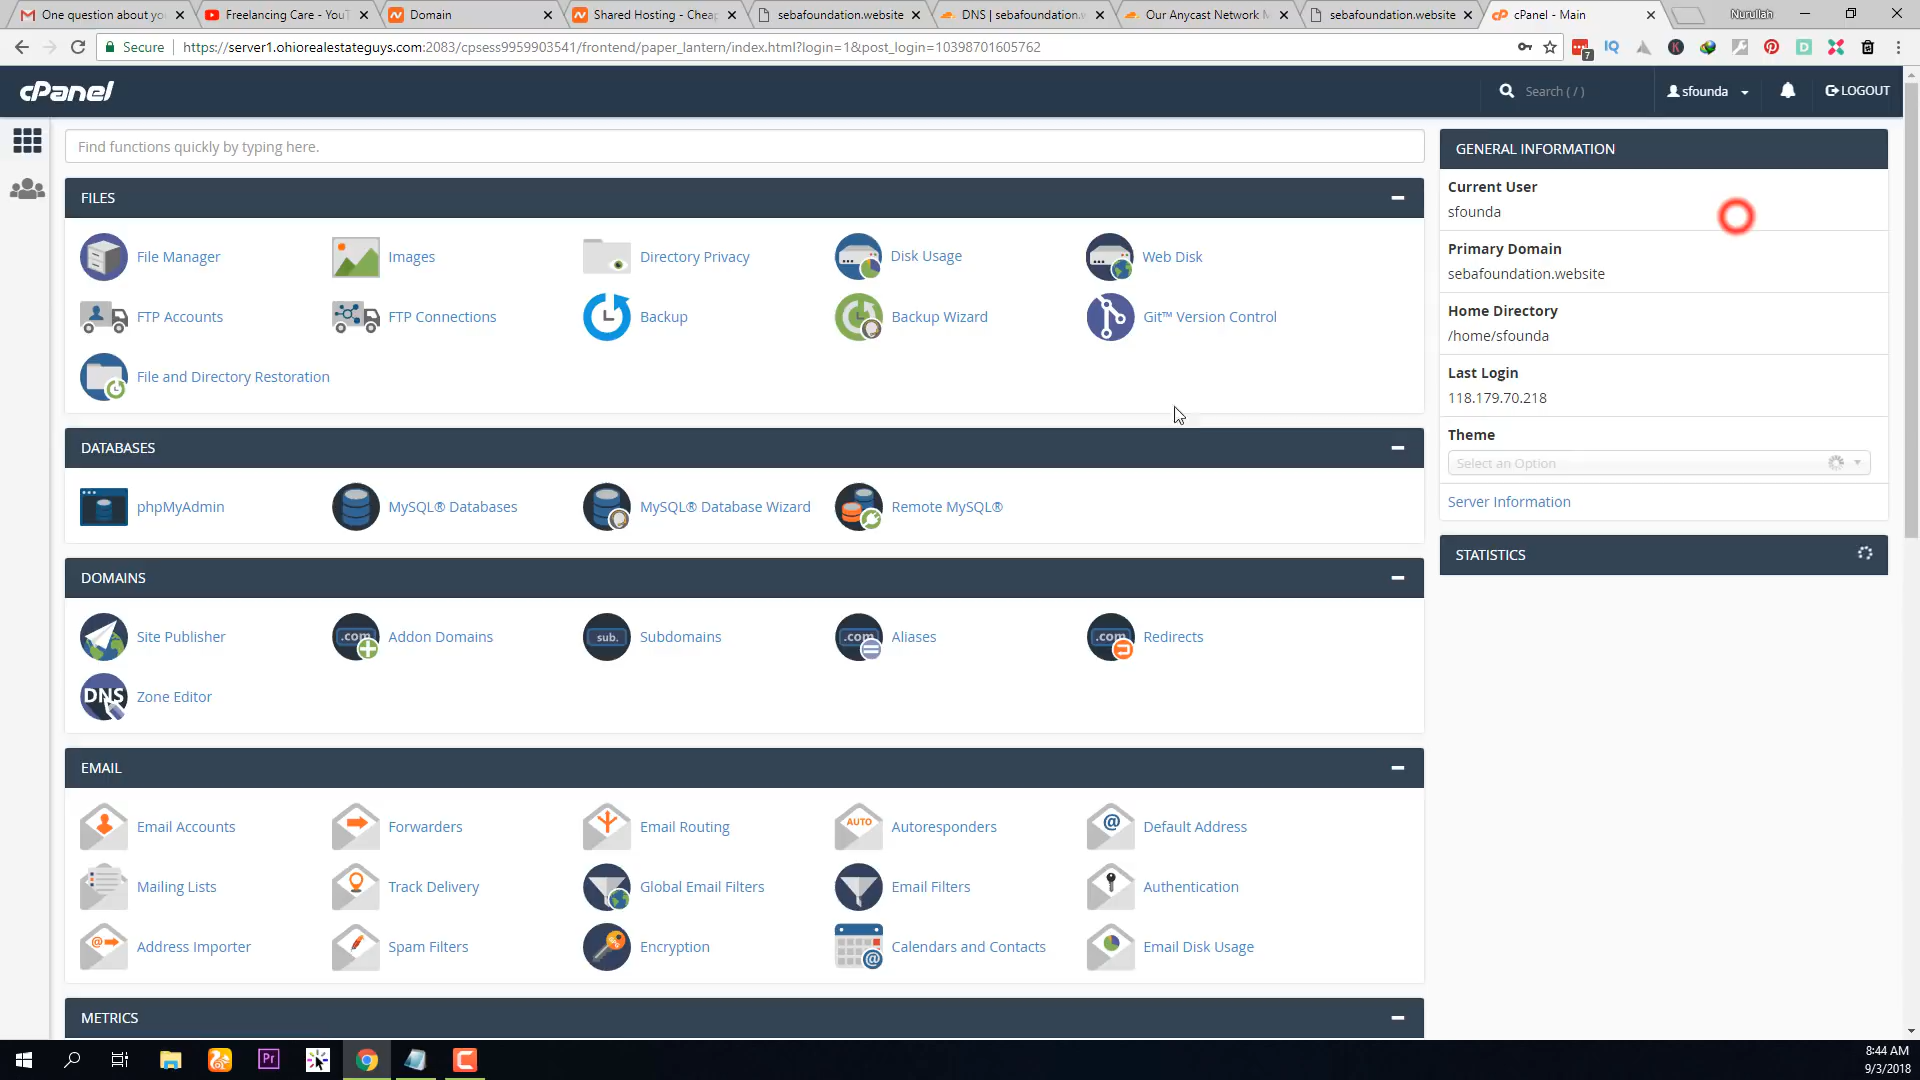 One question about yo
Freelancing Care - YouT
Domain
Shared Hosting - Cheap
sebafoundation.website
DNS | sebafoundation.w
Our Anycast Network M
sebafoundation.website
cPanel - Main
Nurullah
Secure
https://server1.ohiorealestateguys.com:2083/cpsess9959903541/frontend/paper_lantern/index.html?login=1&post_login=10398701605762
cPanel
Search ( / )
sfounda
LOGOUT
Find functions quickly by typing here.
FILES
File Manager
Images
Directory Privacy
Disk Usage
Web Disk
FTP Accounts
FTP Connections
Backup
Backup Wizard
Git™ Version Control
File and Directory Restoration
DATABASES
phpMyAdmin
MySQL® Databases
MySQL® Database Wizard
Remote MySQL®
DOMAINS
Site Publisher
.com
Addon Domains
sub.
Subdomains
.com
Aliases
.com
Redirects
DNS
Zone Editor
EMAIL
Email Accounts
Forwarders
Email Routing
AUTO
Autoresponders
Default Address
Mailing Lists
Track Delivery
Global Email Filters
Email Filters
Authentication
Address Importer
Spam Filters
Encryption
Calendars and Contacts
Email Disk Usage
METRICS
GENERAL INFORMATION
Current User
sfounda
Primary Domain
sebafoundation.website
Home Directory
/home/sfounda
Last Login
118.179.70.218
Theme
Select an Option
Server Information
STATISTICS
Pr
8:44 AM
9/3/2018